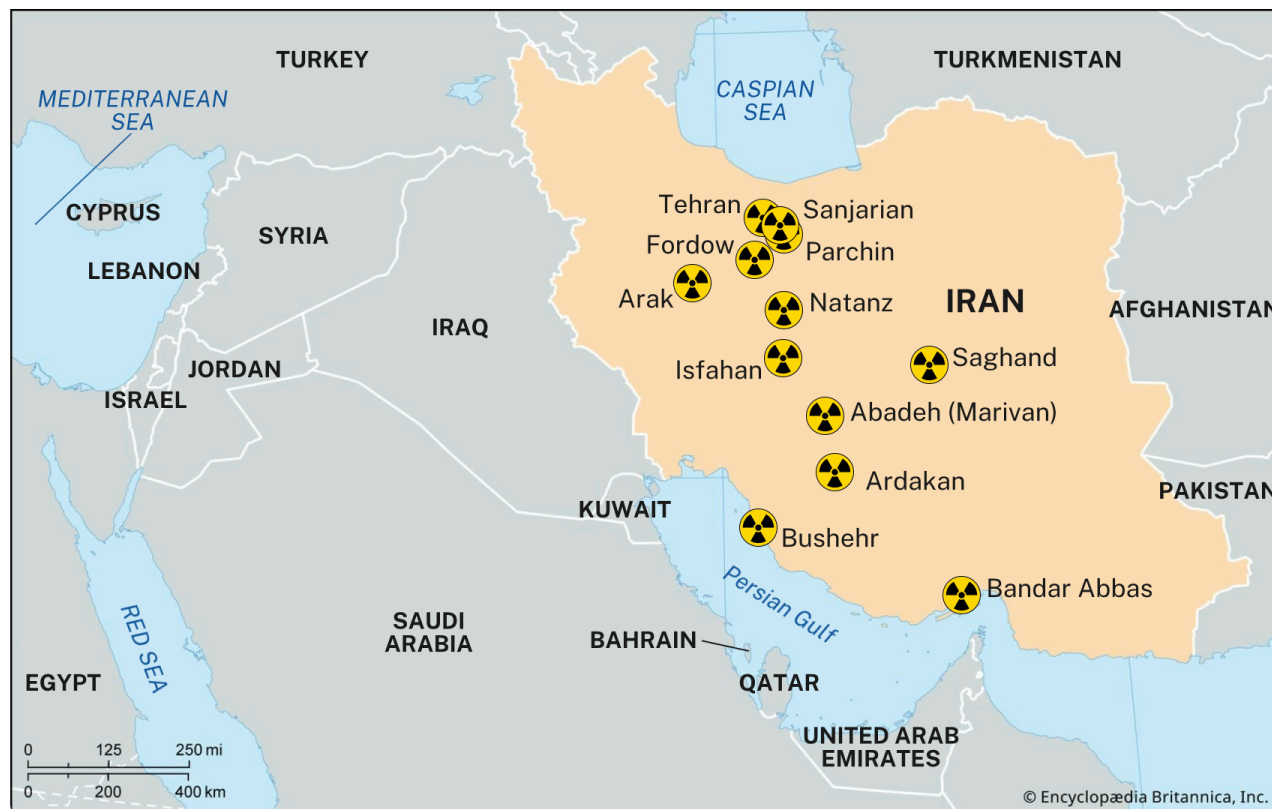 TURKEY
TURKMENISTAN
MEDITERRANEAN
SEA
CASPIAN
SEA
Tehran
Sanjarian
CYPRUS
SYRIA
Fordow
Parchin
LEBANON
Arak
Natanz
IRAN
AFGHANISTAN
IRAQ
JORDAN
Isfahan
Saghand
ISRAEL
Abadeh (Marivan)
Ardakan
PAKISTAN
KUWAIT
Bushehr
Persian Gulf
Bandar Abbas
RED SEA
SAUDI
ARABIA
BAHRAIN
EGYPT
QATAR
UNITED ARAB
EMIRATES
0 125 250 mi
0 200 400 km
© Encyclopædia Britannica, Inc.